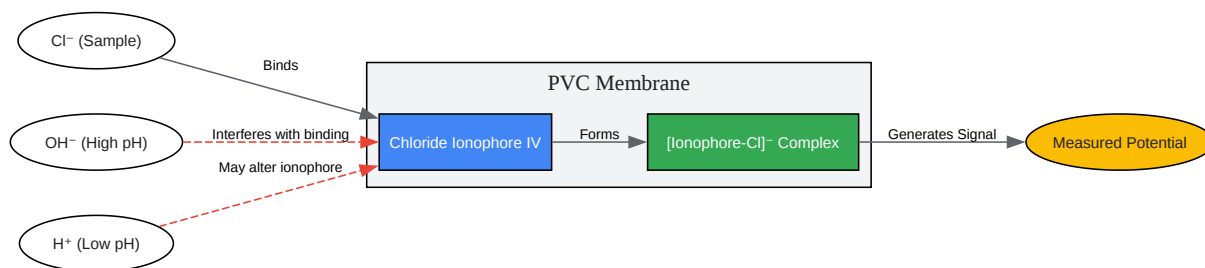 Cl⁻ (Sample)
Binds
PVC Membrane
OH⁻ (High pH)
Interferes with binding
Chloride Ionophore IV
Forms
[Ionophore-Cl]⁻ Complex
Generates Signal
Measured Potential
May alter ionophore
H⁺ (Low pH)